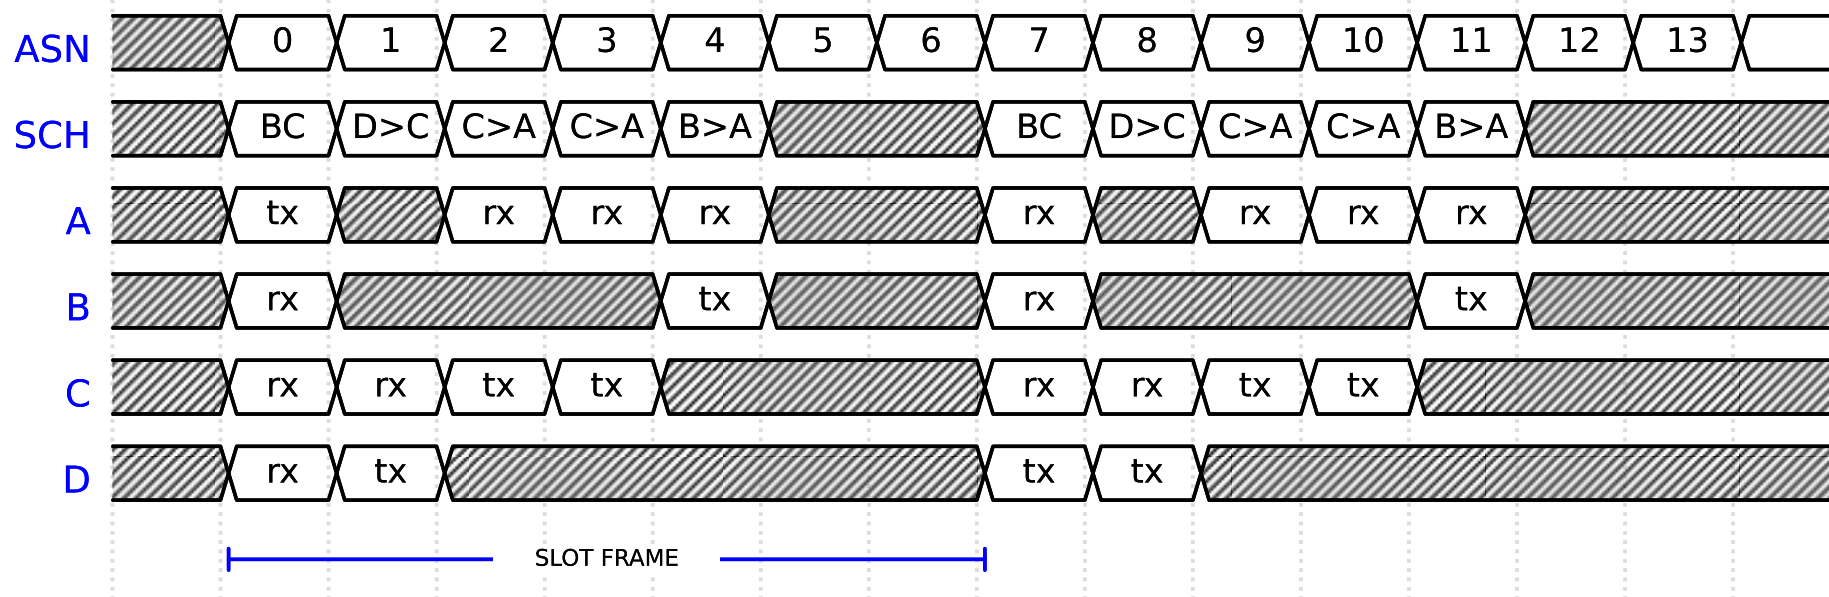 ASN 0 1 2 3 4 5 6 7 8 9 10 11 12 13
SCH BC D>C C>A C>A B>A BC D>C C>A C>A B>A
A tx rx rx rx rx rx rx rx
B rx tx rx tx
C rx rx tx tx rx rx tx tx
D rx tx tx tx
SLOT FRAME